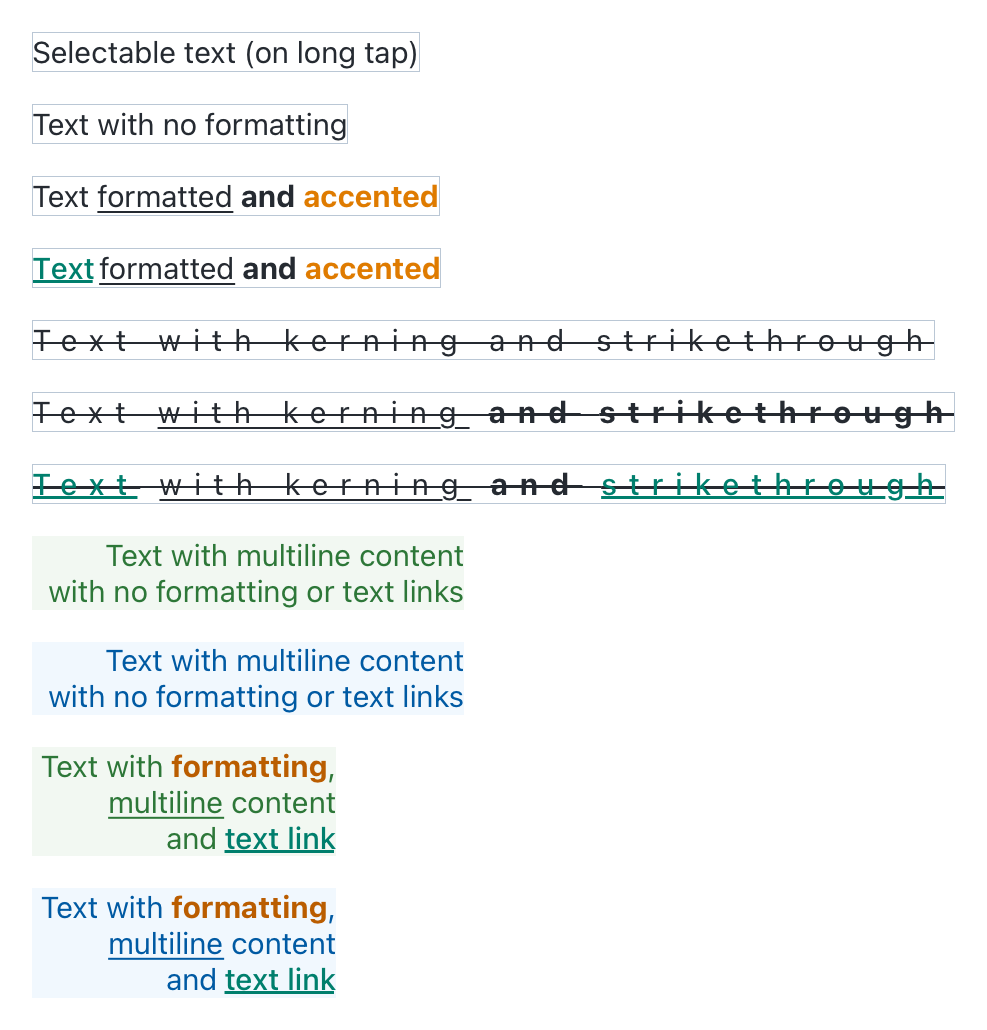 Selectable text (on long tap)
Text with no formatting
Text formatted and accented
Text formatted and accented
Text with kerning and strikethrough
Text with kerning and strikethrough
Text with kerning and strikethrough
Text with multiline content
with no formatting or text links
Text with multiline content
with no formatting or text links
Text with formatting,
multiline content
and text link
Text with formatting,
multiline content
and text link